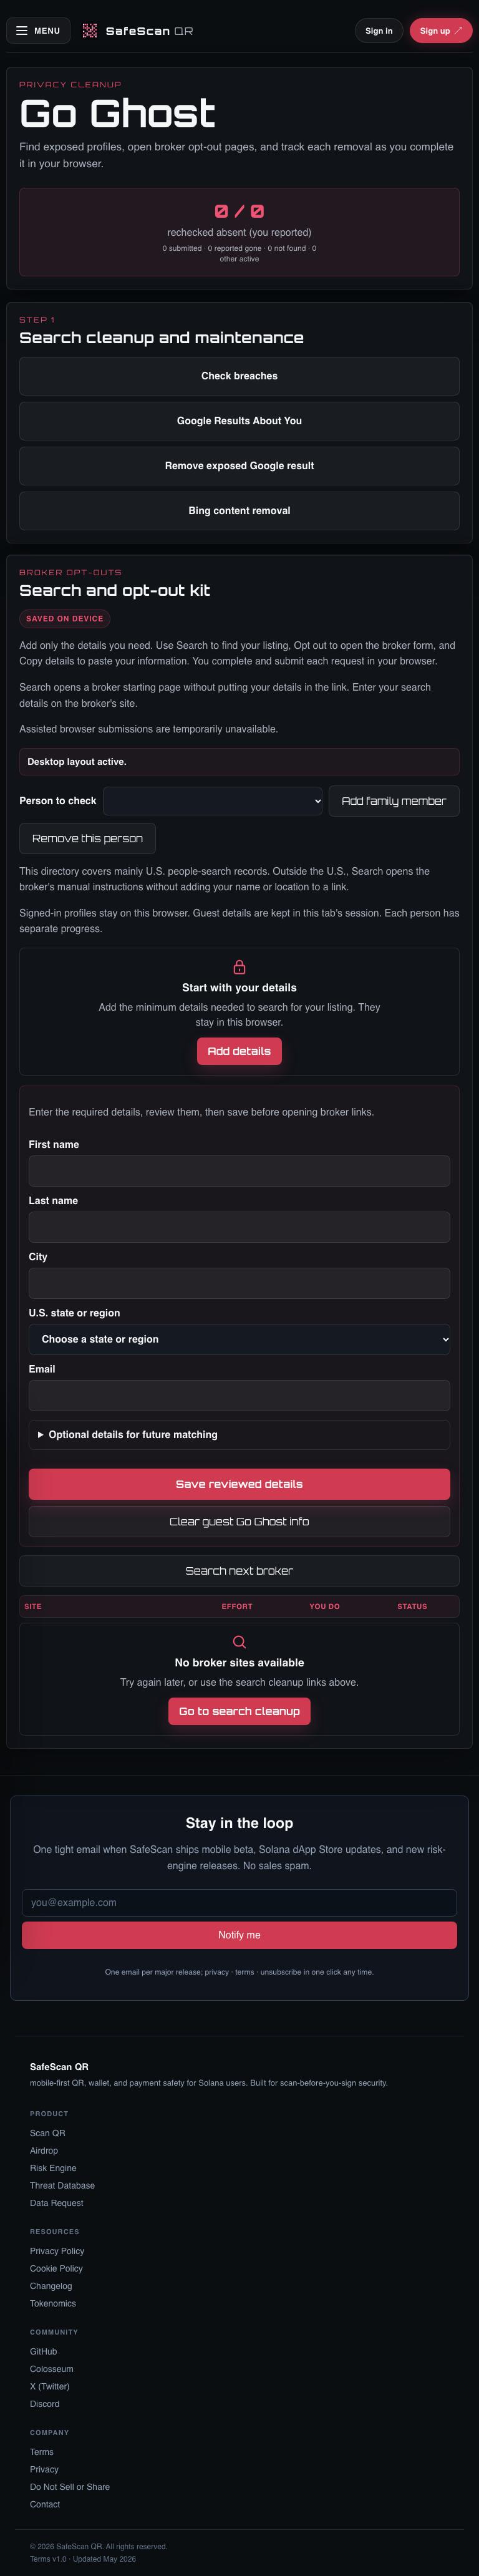 MENU
SafeScan QR
Sign in
Sign up
PRIVACY CLEANUP
Go Ghost
Find exposed profiles, open broker opt-out pages, and track each removal as you complete
it in your browser.
0 / 0
rechecked absent (you reported)
0 submitted · 0 reported gone · 0 not found · 0
other active
STEP 1
Search cleanup and maintenance
Check breaches
Google Results About You
Remove exposed Google result
Bing content removal
BROKER OPT-OUTS
Search and opt-out kit
SAVED ON DEVICE
Add only the details you need. Use Search to find your listing, Opt out to open the broker form, and
Copy details to paste your information. You complete and submit each request in your browser.
Search opens a broker starting page without putting your details in the link. Enter your search
details on the broker's site.
Assisted browser submissions are temporarily unavailable.
Desktop layout active.
Person to check
Add family member
Remove this person
This directory covers mainly U.S. people-search records. Outside the U.S., Search opens the
broker's manual instructions without adding your name or location to a link.
Signed-in profiles stay on this browser. Guest details are kept in this tab's session. Each person has
separate progress.
Start with your details
Add the minimum details needed to search for your listing. They
stay in this browser.
Add details
Enter the required details, review them, then save before opening broker links.
First name
Last name
City
U.S. state or region
Choose a state or region
Email
Optional details for future matching
Save reviewed details
Clear guest Go Ghost info
Search next broker
SITE EFFORT YOU DO STATUS
No broker sites available
Try again later, or use the search cleanup links above.
Go to search cleanup
Stay in the loop
One tight email when SafeScan ships mobile beta, Solana dApp Store updates, and new risk-
engine releases. No sales spam.
you@example.com
Notify me
One email per major release; privacy · terms · unsubscribe in one click any time.
SafeScan QR
mobile-first QR, wallet, and payment safety for Solana users. Built for scan-before-you-sign security.
PRODUCT
Scan QR
Airdrop
Risk Engine
Threat Database
Data Request
RESOURCES
Privacy Policy
Cookie Policy
Changelog
Tokenomics
COMMUNITY
GitHub
Colosseum
X (Twitter)
Discord
COMPANY
Terms
Privacy
Do Not Sell or Share
Contact
© 2026 SafeScan QR. All rights reserved.
Terms v1.0 · Updated May 2026